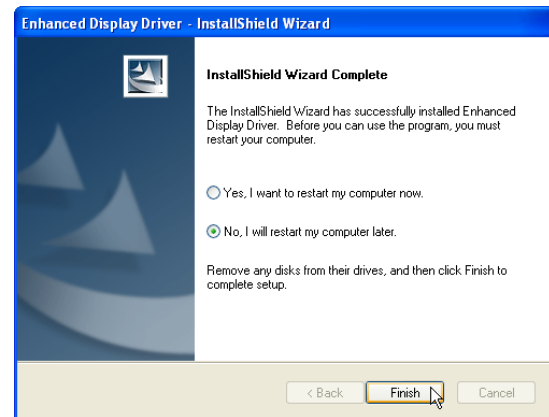 Enhanced Display Driver - InstallShield Wizard
InstallShield Wizard Complete
The InstallShield Wizard has successfully installed Enhanced
Display Driver.  Before you can use the program, you must
restart your computer.
Yes, I want to restart my computer now.
No, I will restart my computer later.
Remove any disks from their drives, and then click Finish to
complete setup.
< Back Finish Cancel